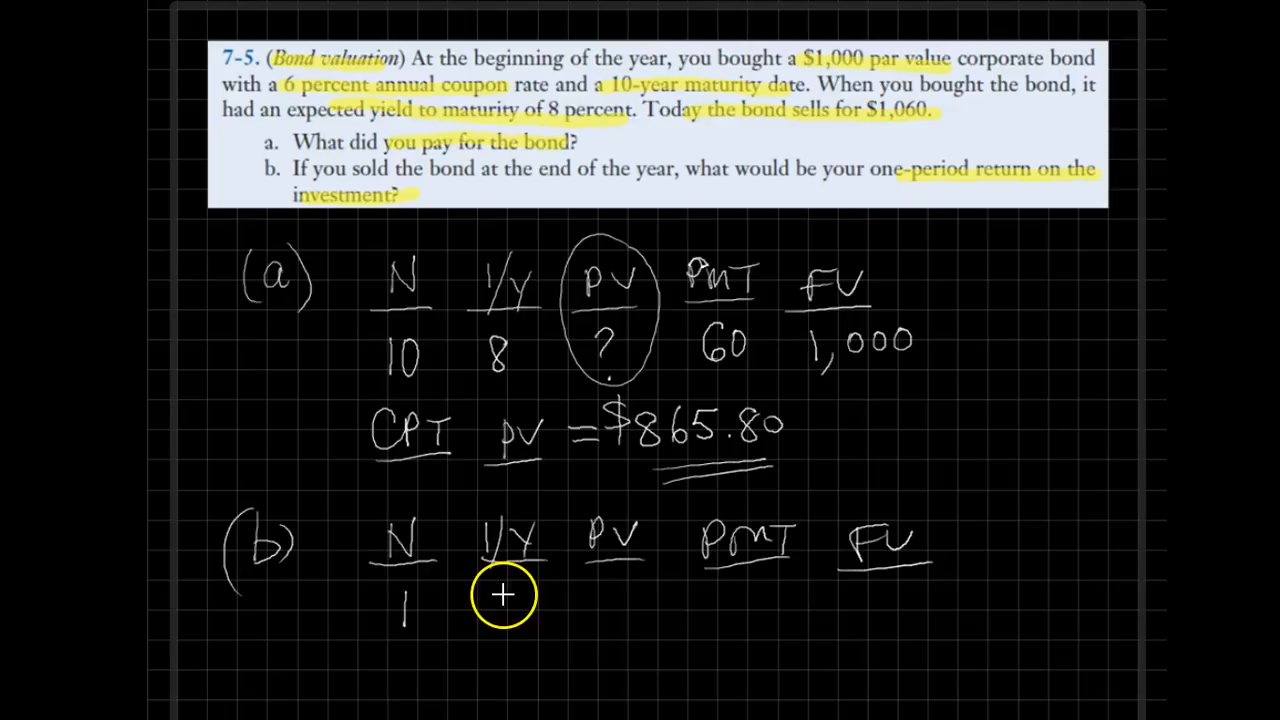 7-5. (Bond valuation) At the beginning of the year, you bought a $1,000 par value corporate bond
with a 6 percent annual coupon rate and a 10-year maturity date. When you bought the bond, it
had an expected yield to maturity of 8 percent. Today the bond sells for $1,060.
a. What did you pay for the bond?
b. If you sold the bond at the end of the year, what would be your one-period return on the
investment?
(a) N I/Y PV PMT FV
10 8 ? 60 1,000
CPT PV = $865.80
(b) N I/Y PV PMT FV
1